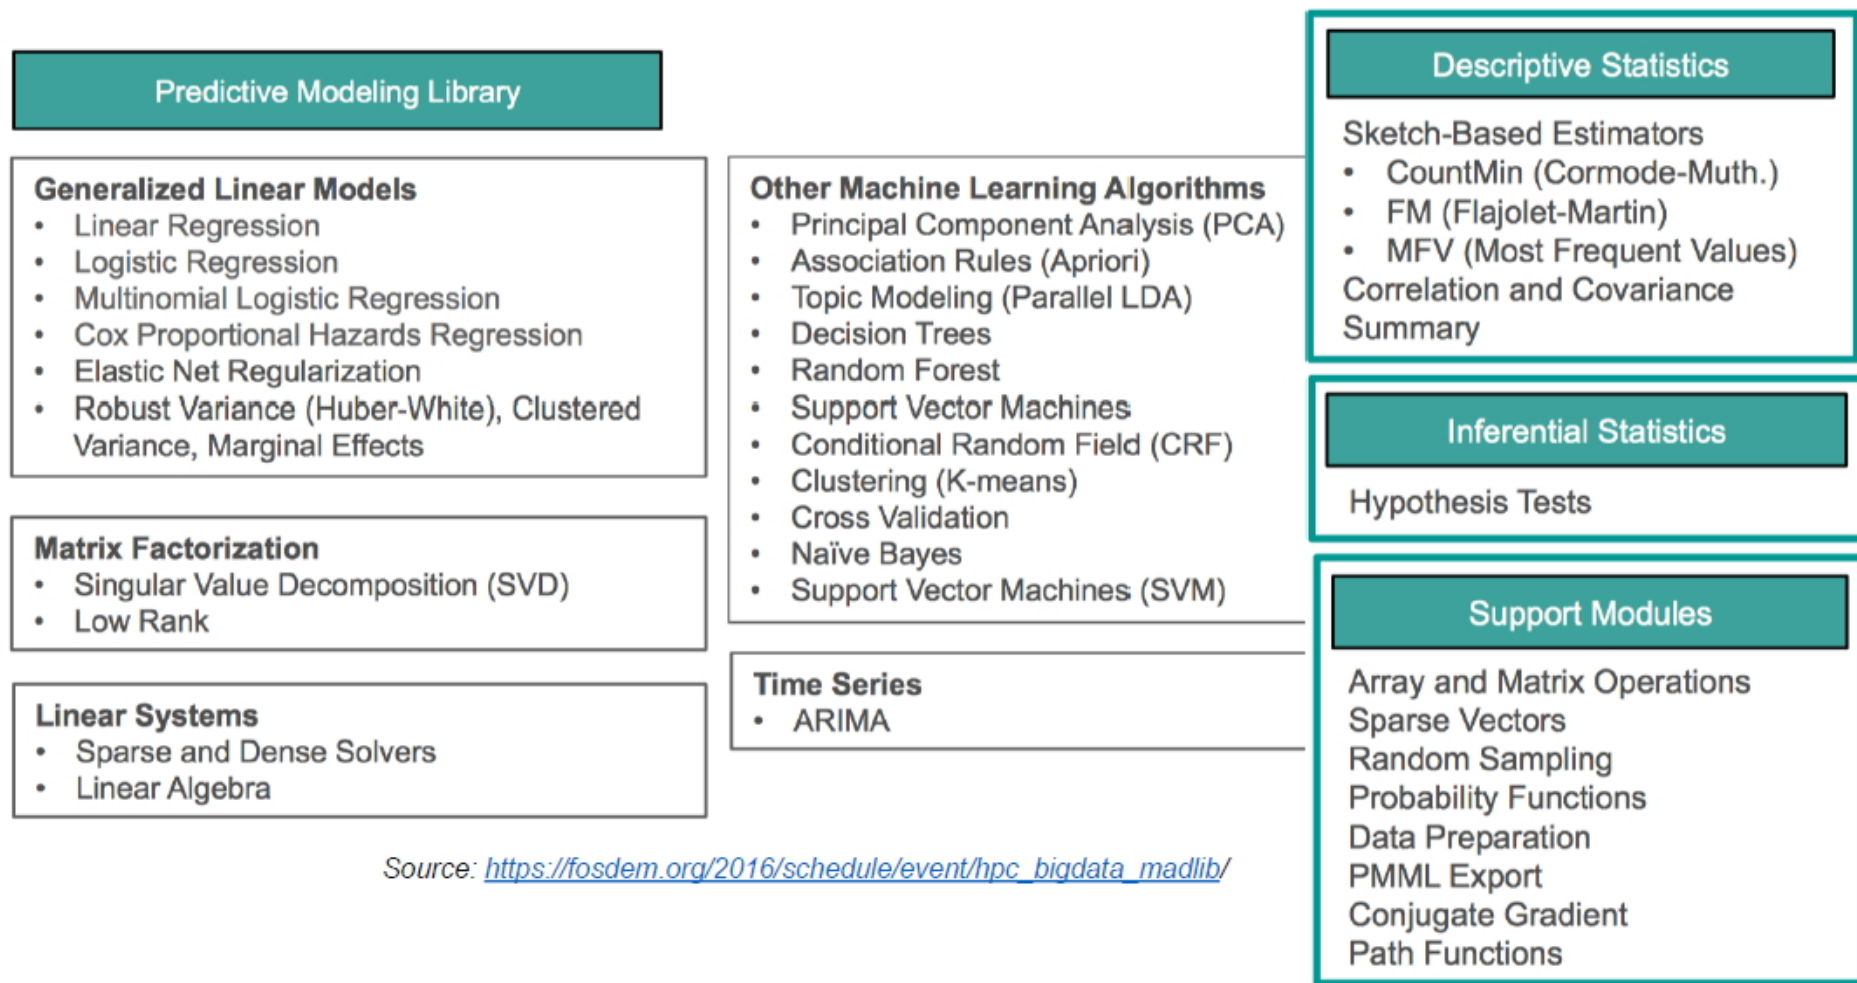 Predictive Modeling Library
Generalized Linear Models
• Linear Regression
• Logistic Regression
• Multinomial Logistic Regression
• Cox Proportional Hazards Regression
• Elastic Net Regularization
• Robust Variance (Huber-White), Clustered
Variance, Marginal Effects
Matrix Factorization
• Singular Value Decomposition (SVD)
• Low Rank
Linear Systems
• Sparse and Dense Solvers
• Linear Algebra
Other Machine Learning Algorithms
• Principal Component Analysis (PCA)
• Association Rules (Apriori)
• Topic Modeling (Parallel LDA)
• Decision Trees
• Random Forest
• Support Vector Machines
• Conditional Random Field (CRF)
• Clustering (K-means)
• Cross Validation
• Naïve Bayes
• Support Vector Machines (SVM)
Time Series
• ARIMA
Descriptive Statistics
Sketch-Based Estimators
• CountMin (Cormode-Muth.)
• FM (Flajolet-Martin)
• MFV (Most Frequent Values)
Correlation and Covariance
Summary
Inferential Statistics
Hypothesis Tests
Support Modules
Array and Matrix Operations
Sparse Vectors
Random Sampling
Probability Functions
Data Preparation
PMML Export
Conjugate Gradient
Path Functions
Source: https://fosdem.org/2016/schedule/event/hpc_bigdata_madlib/